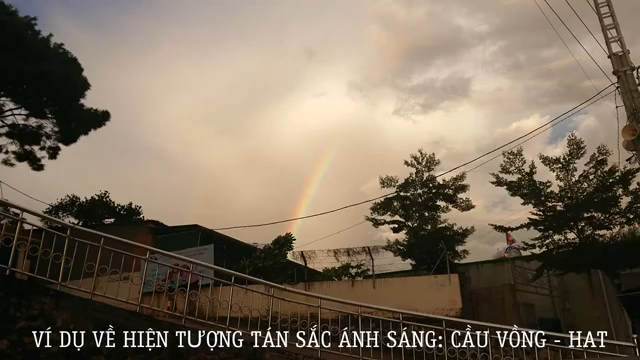 VÍ DỤ VỀ HIỆN TƯỢNG TÁN SẮC ÁNH SÁNG: CẦU VỒNG - HAT